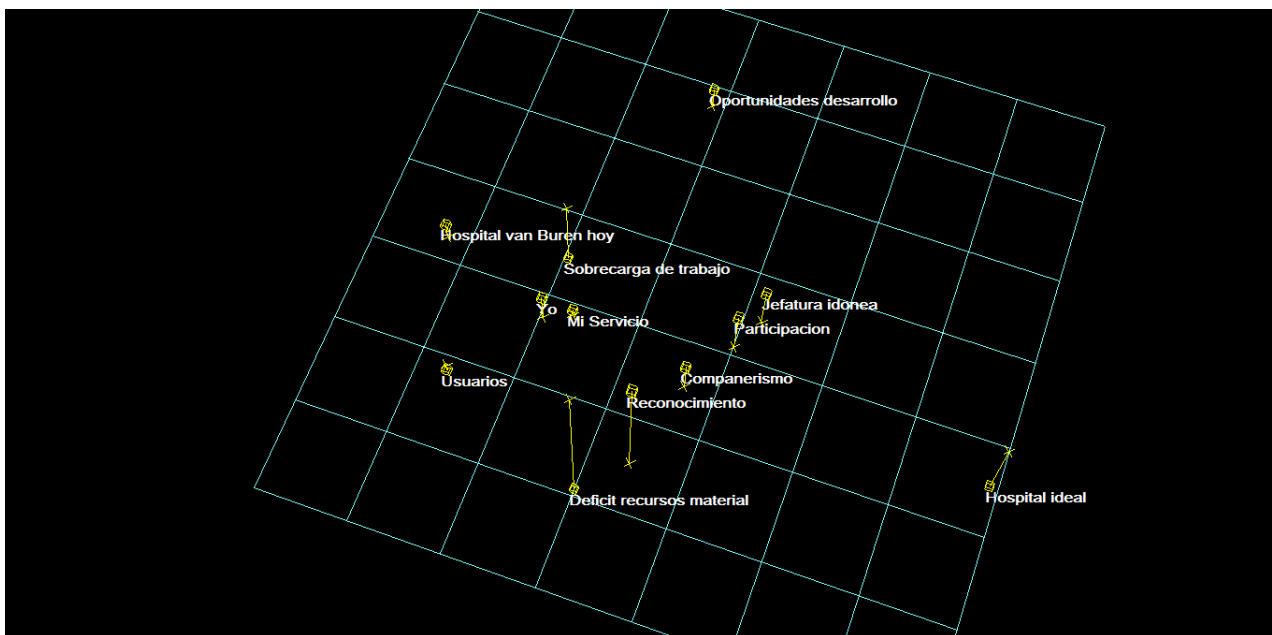 Oportunidades desarrollo
Hospital van Buren hoy
Sobrecarga de trabajo
Jefatura idonea
Yo
Mi Servicio
Participacion
Usuarios
Companerismo
Reconocimiento
Deficit recursos material
Hospital ideal